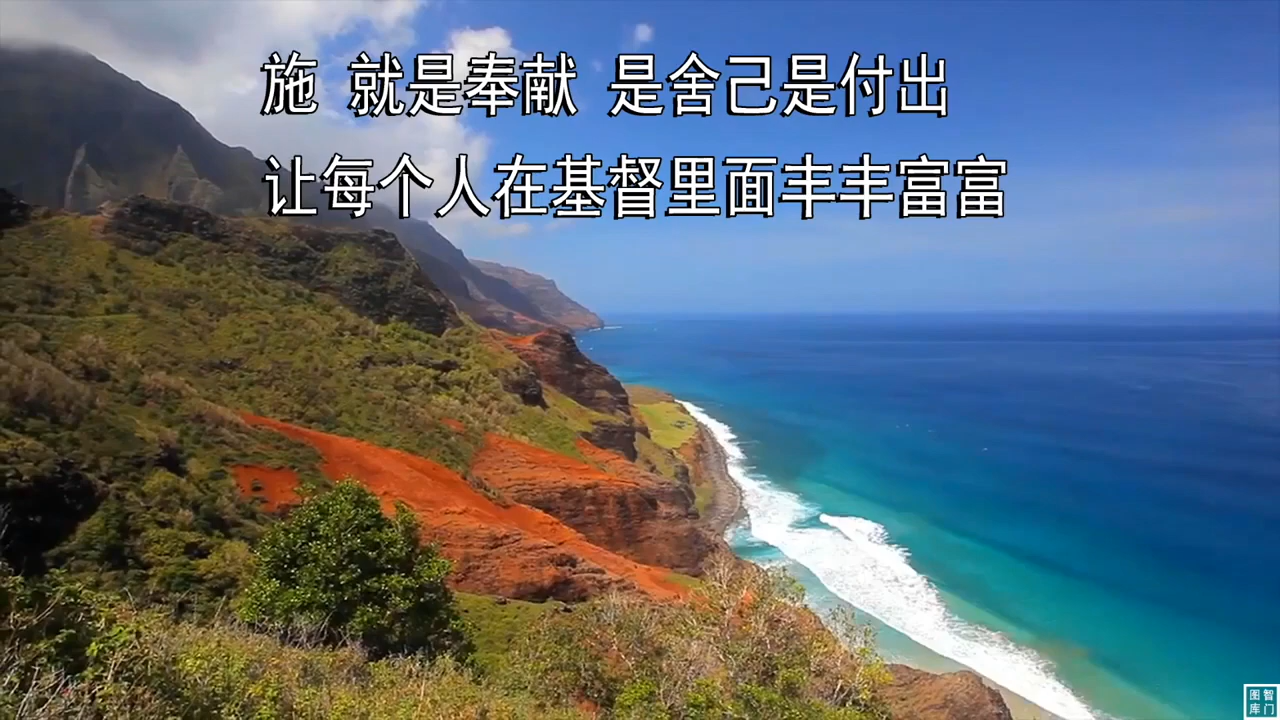 施 就是奉献 是舍己是付出
让每个人在基督里面丰丰富富
图智
库门